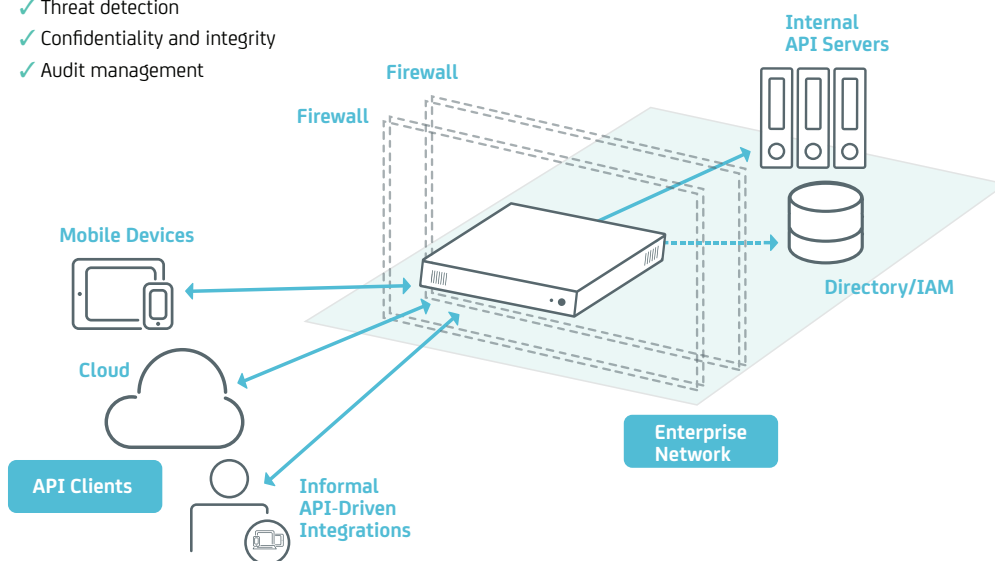 ✓ Threat detection
✓ Confidentiality and integrity
✓ Audit management
Internal
API Servers
Firewall
Firewall
Mobile Devices
Directory/IAM
Cloud
Enterprise
Network
API Clients
Informal
API-Driven
Integrations